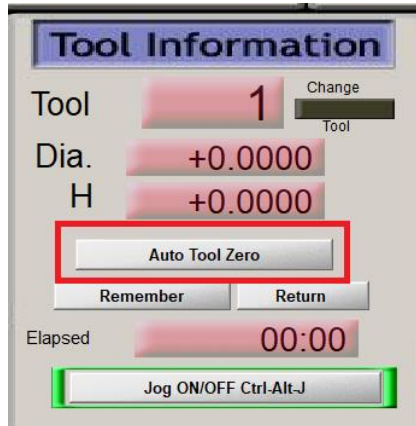 Tool Information
Tool 1 Change
Tool
Dia. +0.0000
H +0.0000
Auto Tool Zero
Remember Return
Elapsed 00:00
Jog ON/OFF Ctrl-Alt-J